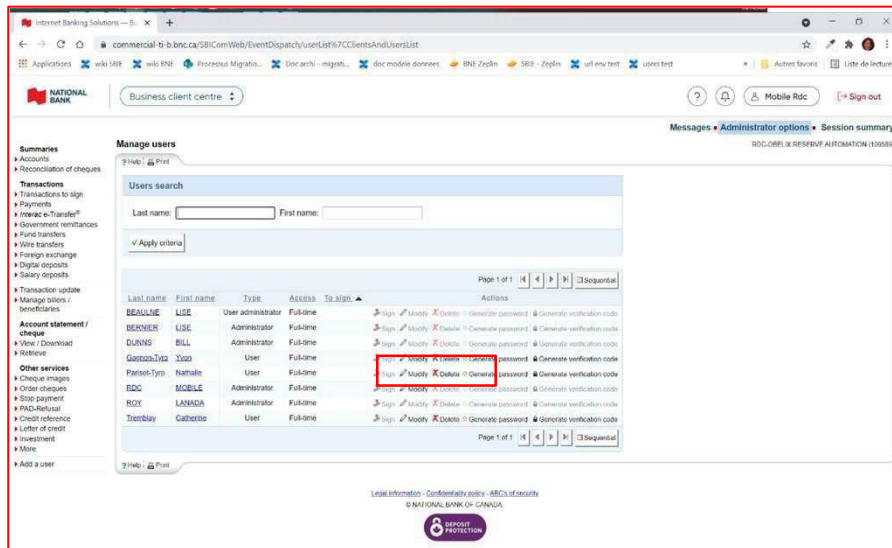 Internet Banking Solutions — Bu
commercial-ti-b.bnc.ca/SBIComWeb/EventDispatch/userList%7CClientsAndUsersList
Applications wiki SBIE wiki BNE Processus Migratio... Doc archi - migrati... doc modèle donnees BNE Zeplin SBIE - Zeplin url env test users test » Autres favoris Liste de lecture
NATIONAL BANK
Business client centre
? Mobile Rdc Sign out
Messages Administrator options Session summary
RDC-OBELIX RESERVE AUTOMATION
Summaries
Accounts
Reconciliation of cheques
Transactions
Transactions to sign
Payments
Interac e-Transfer®
Government remittances
Fund transfers
Wire transfers
Foreign exchange
Digital deposits
Salary deposits
Transaction update
Manage billers /
beneficiaries
Account statement /
cheque
View / Download
Retrieve
Other services
Cheque images
Order cheques
Stop payment
PAD-Refusal
Credit reference
Letter of credit
Investment
More
Add a user
Manage users
? Help Print
Users search
Last name: First name:
Apply criteria
Page 1 of 1 Sequential
Last name First name Type Access To sign Actions
BEAULNE LISE User administrator Full-time Sign Modify Delete Generate password Generate verification code
BERNIER LISE Administrator Full-time Sign Modify Delete Generate password Generate verification code
DUNNS BILL Administrator Full-time Sign Modify Delete Generate password Generate verification code
Gagnon-Tyro Yvon User Full-time Sign Modify Delete Generate password Generate verification code
Parisot-Tyro Nathalie User Full-time Sign Modify Delete Generate password Generate verification code
RDC MOBILE Administrator Full-time Sign Modify Delete Generate password Generate verification code
ROY LANADA Administrator Full-time Sign Modify Delete Generate password Generate verification code
Tremblay Catherine User Full-time Sign Modify Delete Generate password Generate verification code
Page 1 of 1 Sequential
? Help Print
Legal information - Confidentiality policy - ABC's of security
© NATIONAL BANK OF CANADA
DEPOSIT
PROTECTION